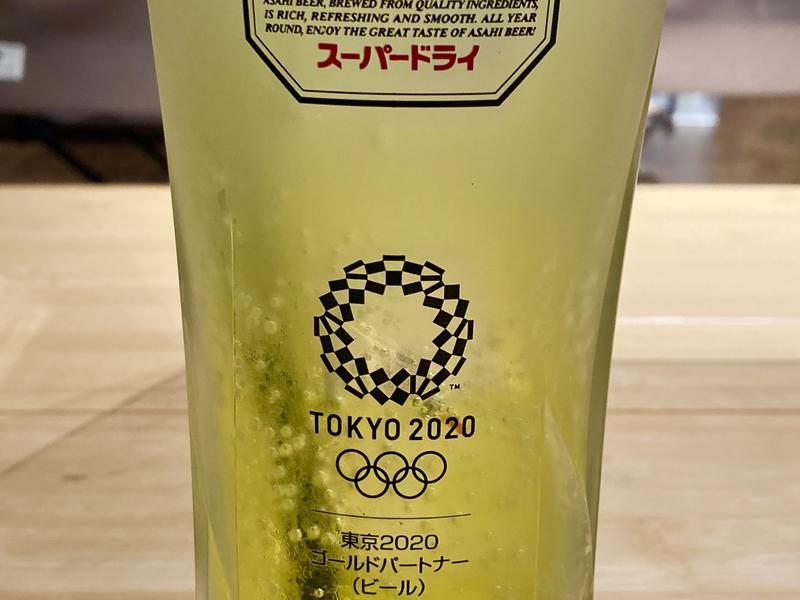 ASAHI BEER, BREWED FROM QUALITY INGREDIENTS,
IS RICH, REFRESHING AND SMOOTH. ALL YEAR
ROUND, ENJOY THE GREAT TASTE OF ASAHI BEER!
スーパードライ
TM
TOKYO 2020
東京2020
ゴールドパートナー
(ビール)